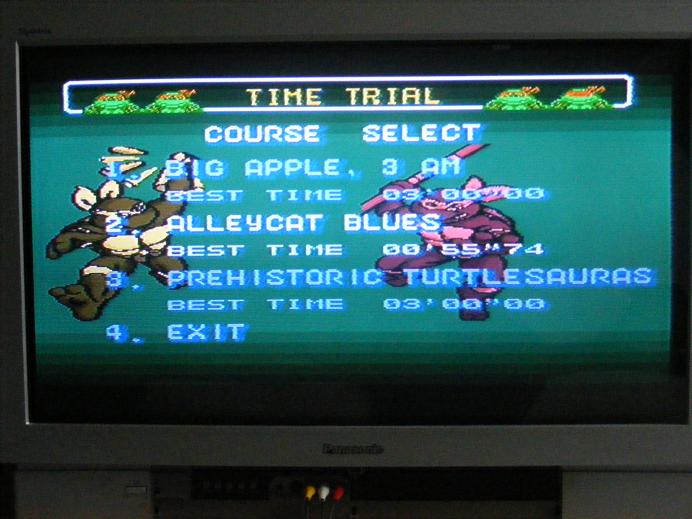 TIME TRIAL
COURSE SELECT
1. BIG APPLE, 3 AM
BEST TIME 03'00"00
2. ALLEYCAT BLUES
BEST TIME 00'55"74
3. PREHISTORIC TURTLESAURAS
BEST TIME 03'00"00
4. EXIT
Panasonic